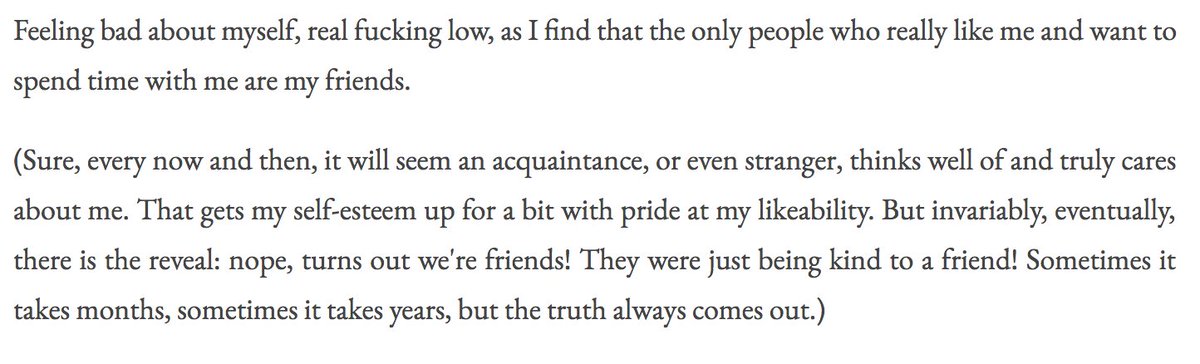 Feeling bad about myself, real fucking low, as I find that the only people who really like me and want to
spend time with me are my friends.
(Sure, every now and then, it will seem an acquaintance, or even stranger, thinks well of and truly cares
about me. That gets my self-esteem up for a bit with pride at my likeability. But invariably, eventually,
there is the reveal: nope, turns out we're friends! They were just being kind to a friend! Sometimes it
takes months, sometimes it takes years, but the truth always comes out.)